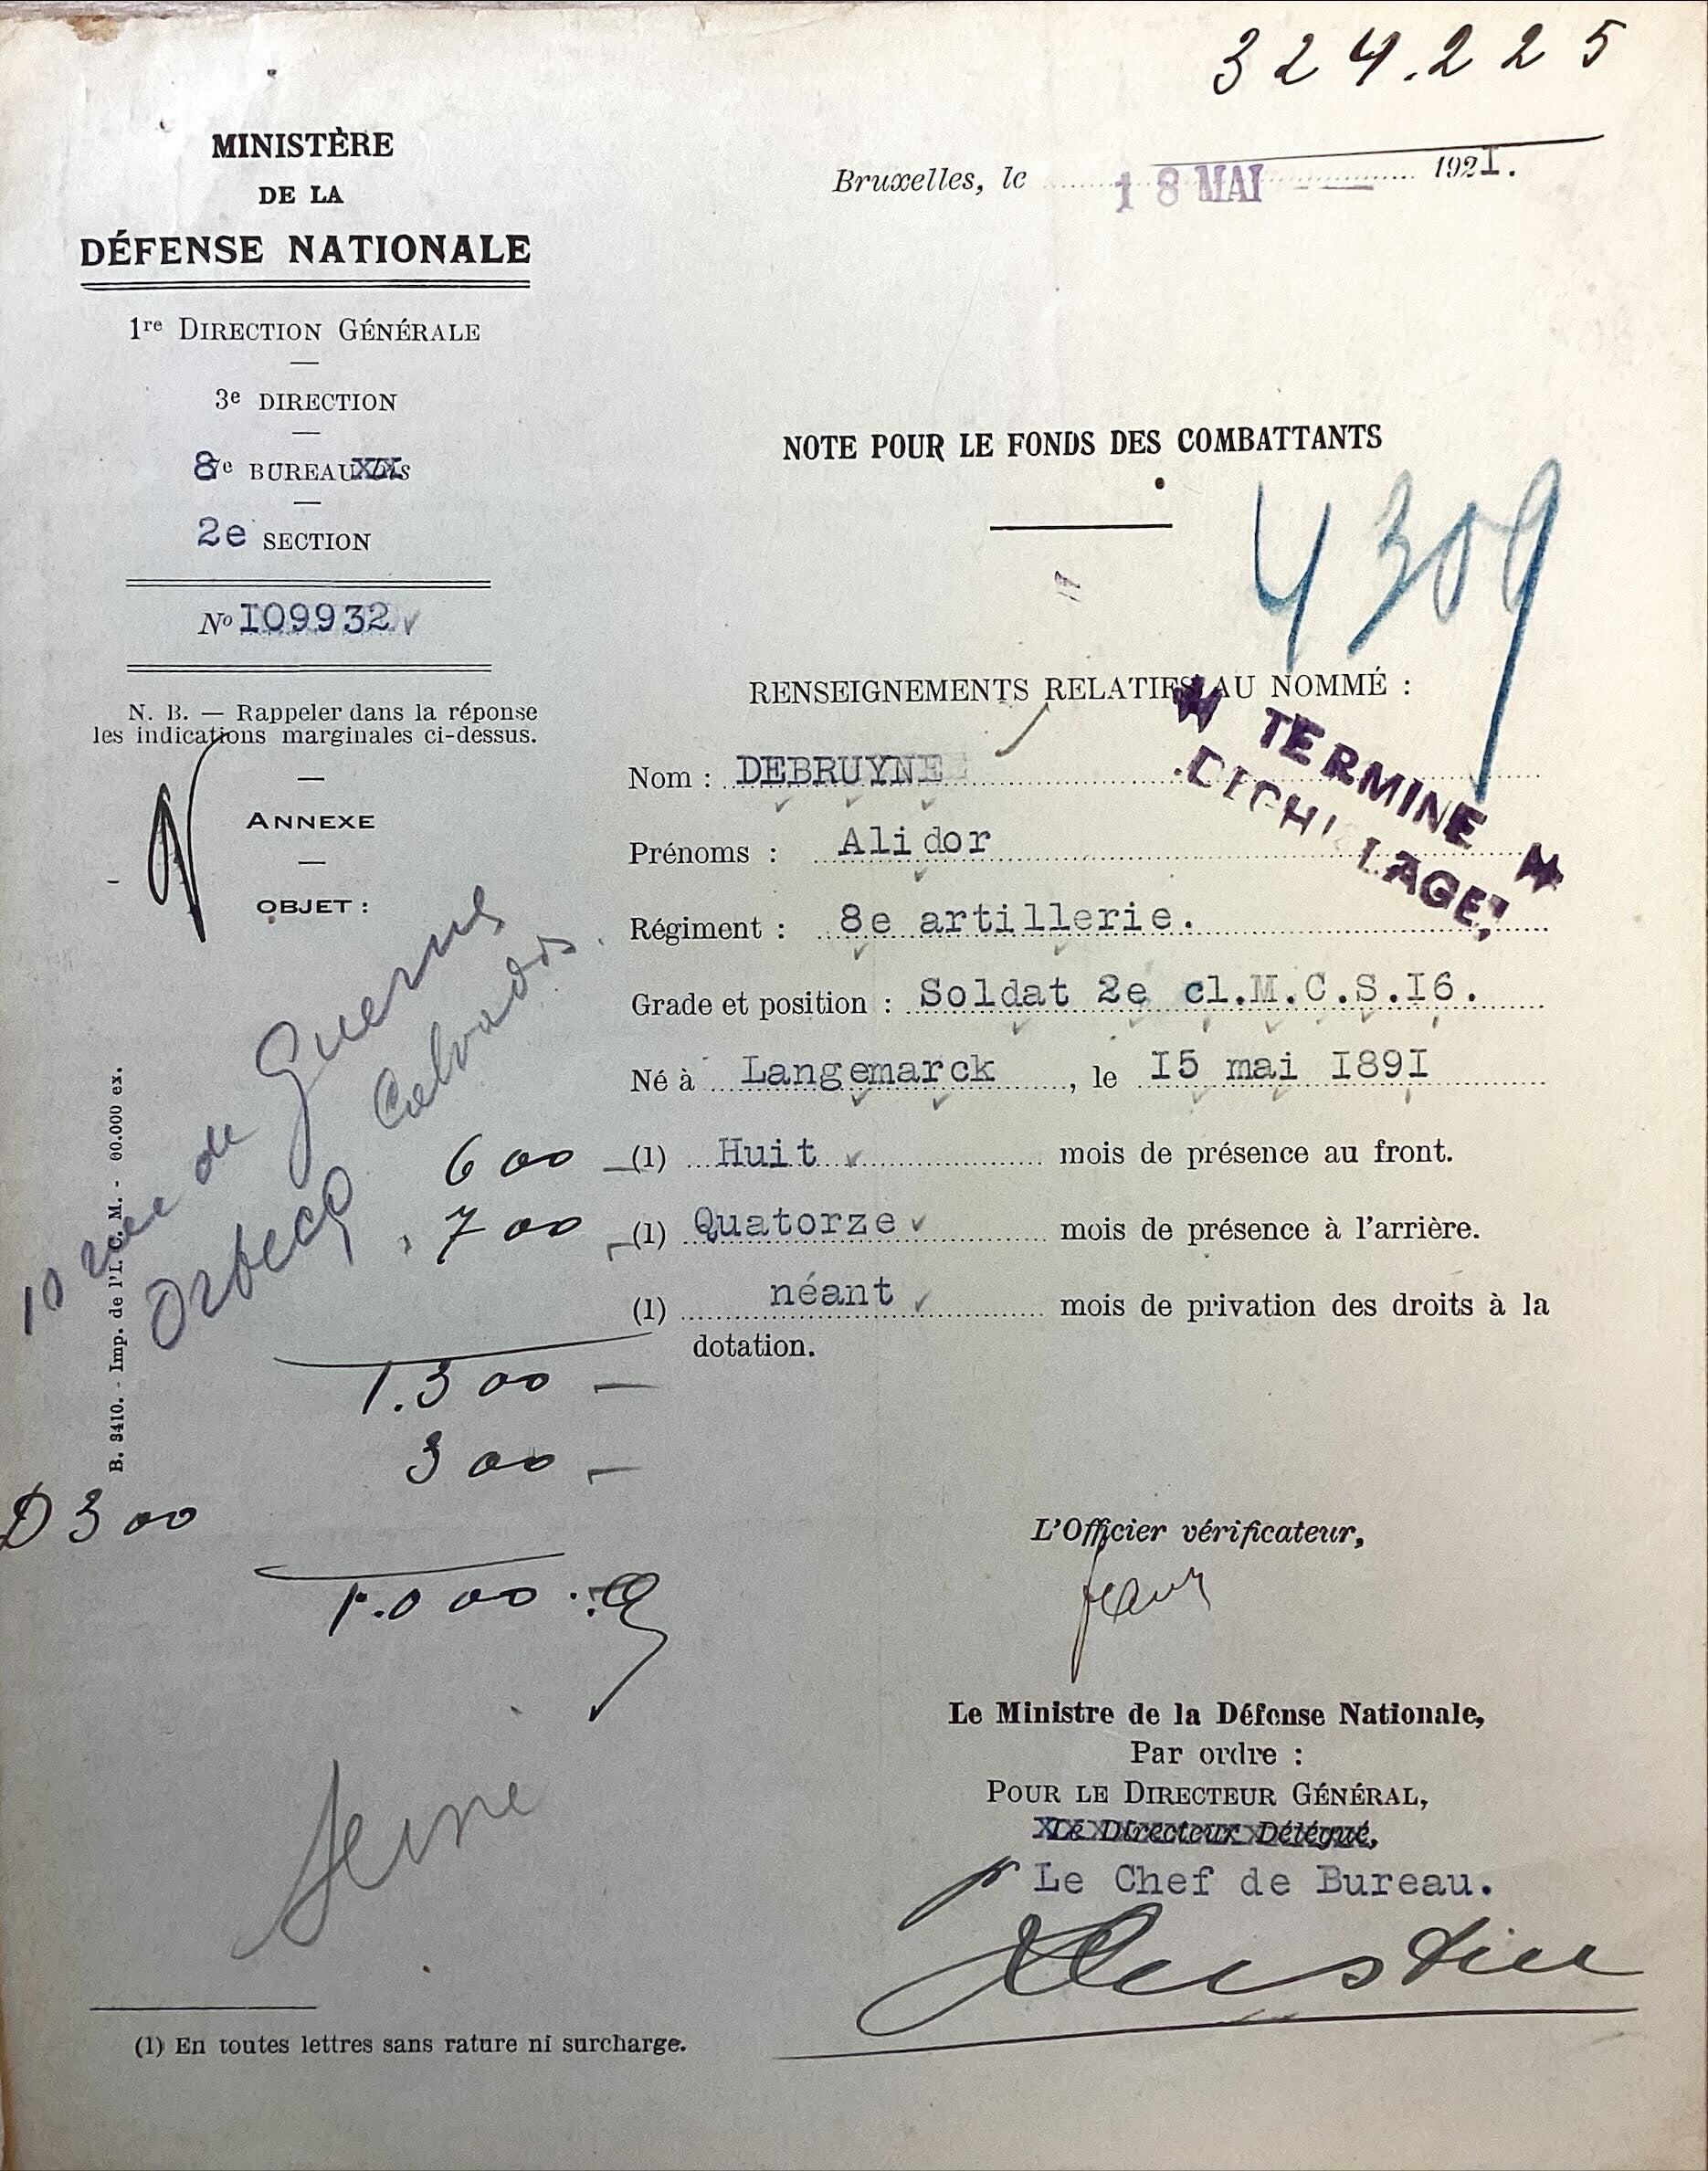 324.225
MINISTÈRE
DE LA
DÉFENSE NATIONALE
Bruxelles, le 18 MAI 1921.
1re DIRECTION GÉNÉRALE
3e DIRECTION
8e BUREAU
2e SECTION
No 109932
N. B. — Rappeler dans la réponse
les indications marginales ci-dessus.
ANNEXE
OBJET :
NOTE POUR LE FONDS DES COMBATTANTS
4309
RENSEIGNEMENTS RELATIFS AU NOMMÉ :
TERMINE
Nom : DEBRUYNE
Prénoms : Alidor
Régiment : 8e artillerie.
Grade et position : Soldat 2e cl.M.C.S.I6.
Né à Langemarck, le I5 mai I89I
(1) Huit mois de présence au front.
(1) Quatorze mois de présence à l'arrière.
(1) néant mois de privation des droits à la
dotation.
10 rue de
Orbecq Calvados
600
700
1.300 —
300 —
D 300
1.000
B. 9410. - Imp. de l'I. C. M. - 60.000 ex.
L'Officier vérificateur,
Le Ministre de la Défense Nationale,
Par ordre :
POUR LE DIRECTEUR GÉNÉRAL,
Le Directeur Délégué,
Le Chef de Bureau.
(1) En toutes lettres sans rature ni surcharge.